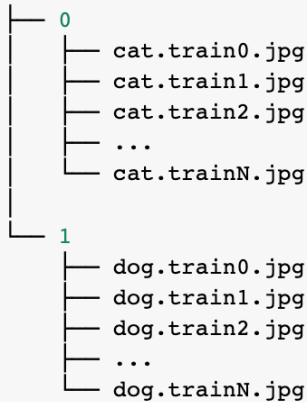 ├── 0
│   ├── cat.train0.jpg
│   ├── cat.train1.jpg
│   ├── cat.train2.jpg
│   ├── ...
│   └── cat.trainN.jpg
│
└── 1
    ├── dog.train0.jpg
    ├── dog.train1.jpg
    ├── dog.train2.jpg
    ├── ...
    └── dog.trainN.jpg